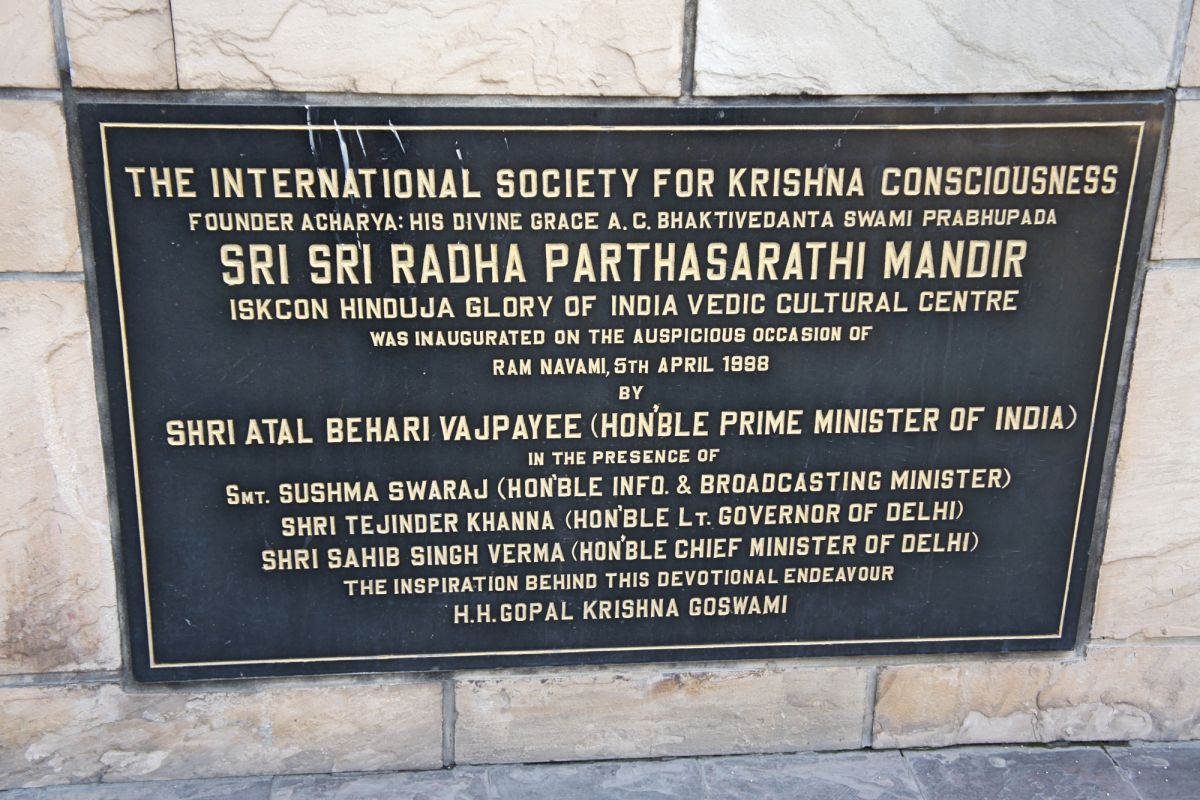 THE INTERNATIONAL SOCIETY FOR KRISHNA CONSCIOUSNESS
FOUNDER ACHARYA: HIS DIVINE GRACE A. C. BHAKTIVEDANTA SWAMI PRABHUPADA
SRI SRI RADHA PARTHASARATHI MANDIR
ISKCON HINDUJA GLORY OF INDIA VEDIC CULTURAL CENTRE
WAS INAUGURATED ON THE AUSPICIOUS OCCASION OF
RAM NAVAMI, 5TH APRIL 1998
BY
SHRI ATAL BEHARI VAJPAYEE (HON'BLE PRIME MINISTER OF INDIA)
IN THE PRESENCE OF
SMT. SUSHMA SWARAJ (HON'BLE INFO. & BROADCASTING MINISTER)
SHRI TEJINDER KHANNA (HON'BLE LT. GOVERNOR OF DELHI)
SHRI SAHIB SINGH VERMA (HON'BLE CHIEF MINISTER OF DELHI)
THE INSPIRATION BEHIND THIS DEVOTIONAL ENDEAVOUR
H.H. GOPAL KRISHNA GOSWAMI